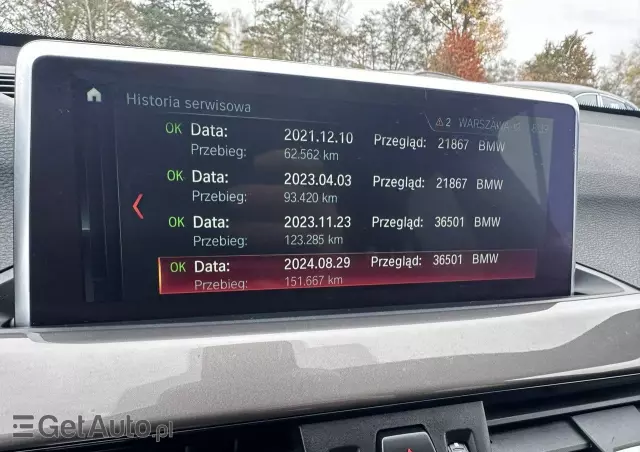 Historia serwisowa
2 WARSZAWA
OK Data: 2021.12.10 Przegląd: 21867 BMW
Przebieg: 62.562 km
OK Data: 2023.04.03 Przegląd: 21867 BMW
Przebieg: 93.420 km
OK Data: 2023.11.23 Przegląd: 36501 BMW
Przebieg: 123.285 km
OK Data: 2024.08.29 Przegląd: 36501 BMW
Przebieg: 151.667 km
GetAuto.pl